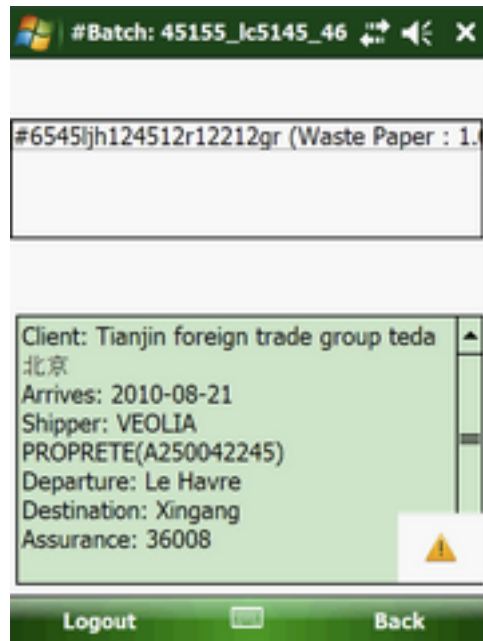 #Batch: 45155_lc5145_46
#6545ljh124512r12212gr (Waste Paper : 1.
Client: Tianjin foreign trade group teda
北京
Arrives: 2010-08-21
Shipper: VEOLIA
PROPRETE(A250042245)
Departure: Le Havre
Destination: Xingang
Assurance: 36008
Logout
Back